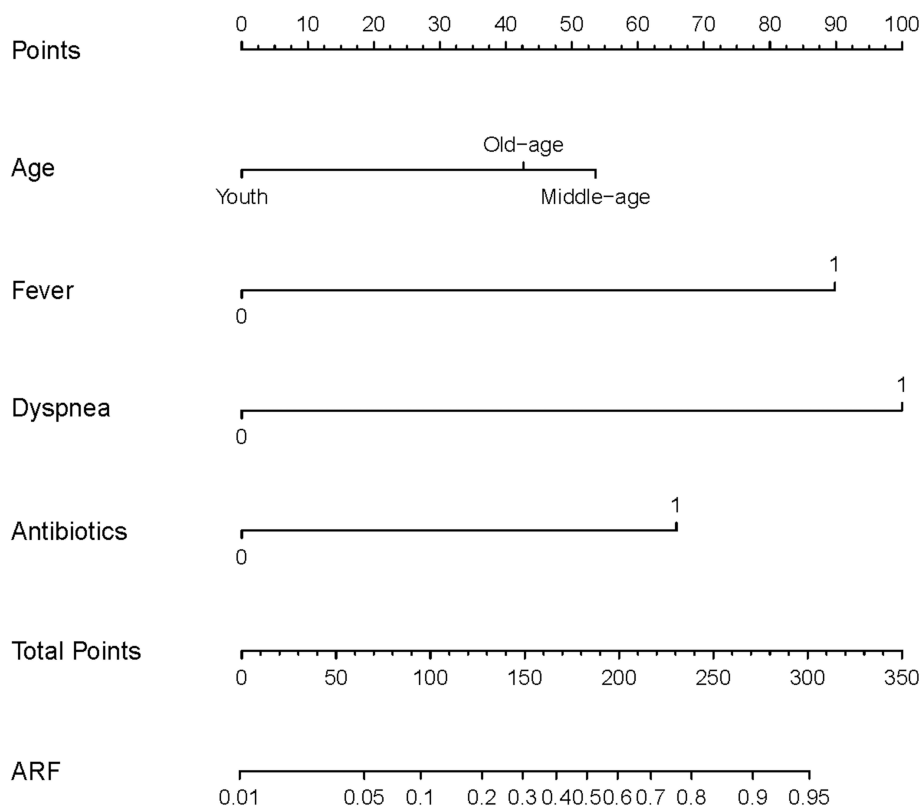 Points 0 10 20 30 40 50 60 70 80 90 100
Old-age
Age
Youth Middle-age
1
Fever
0
1
Dyspnea
0
1
Antibiotics
0
Total Points
0 50 100 150 200 250 300 350
ARF
0.01 0.05 0.1 0.2 0.3 0.4 0.50 0.6 0.7 0.8 0.9 0.95